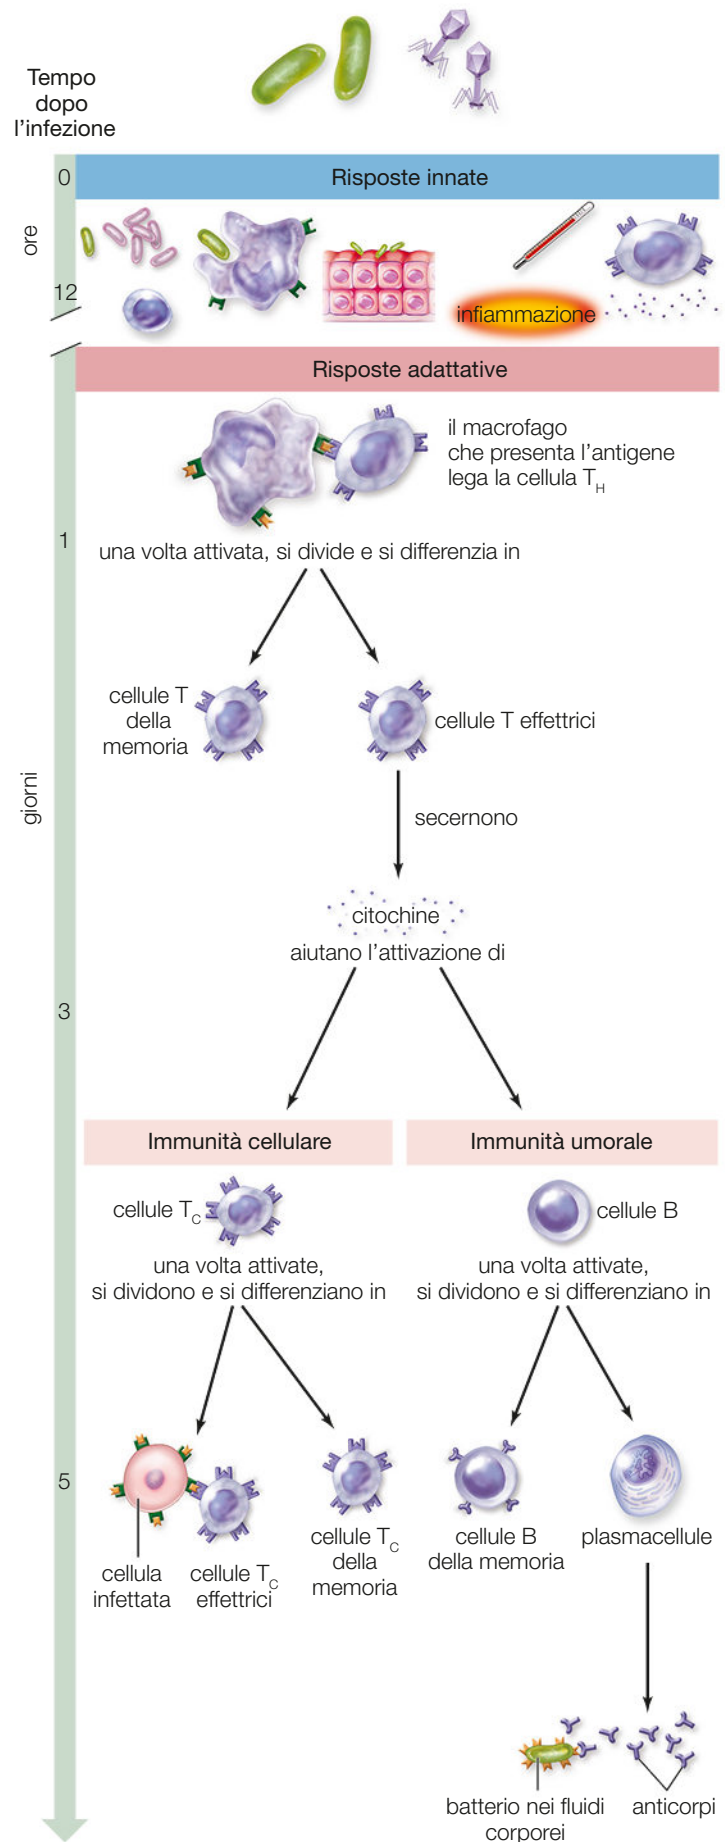 Tempo
dopo
l'infezione
0
Risposte innate
ore
12
infiammazione
Risposte adattative
il macrofago
che presenta l'antigene
lega la cellula T_H
1
una volta attivata, si divide e si differenzia in
cellule T
della
memoria
cellule T effettrici
giorni
secernono
citochine
aiutano l'attivazione di
3
Immunità cellulare
Immunità umorale
cellule T_C
cellule B
una volta attivate,
si dividono e si differenziano in
una volta attivate,
si dividono e si differenziano in
5
cellula
infettata
cellule T_C
effettrici
cellule T_C
della
memoria
cellule B
della memoria
plasmacellule
batterio nei fluidi
corporei
anticorpi